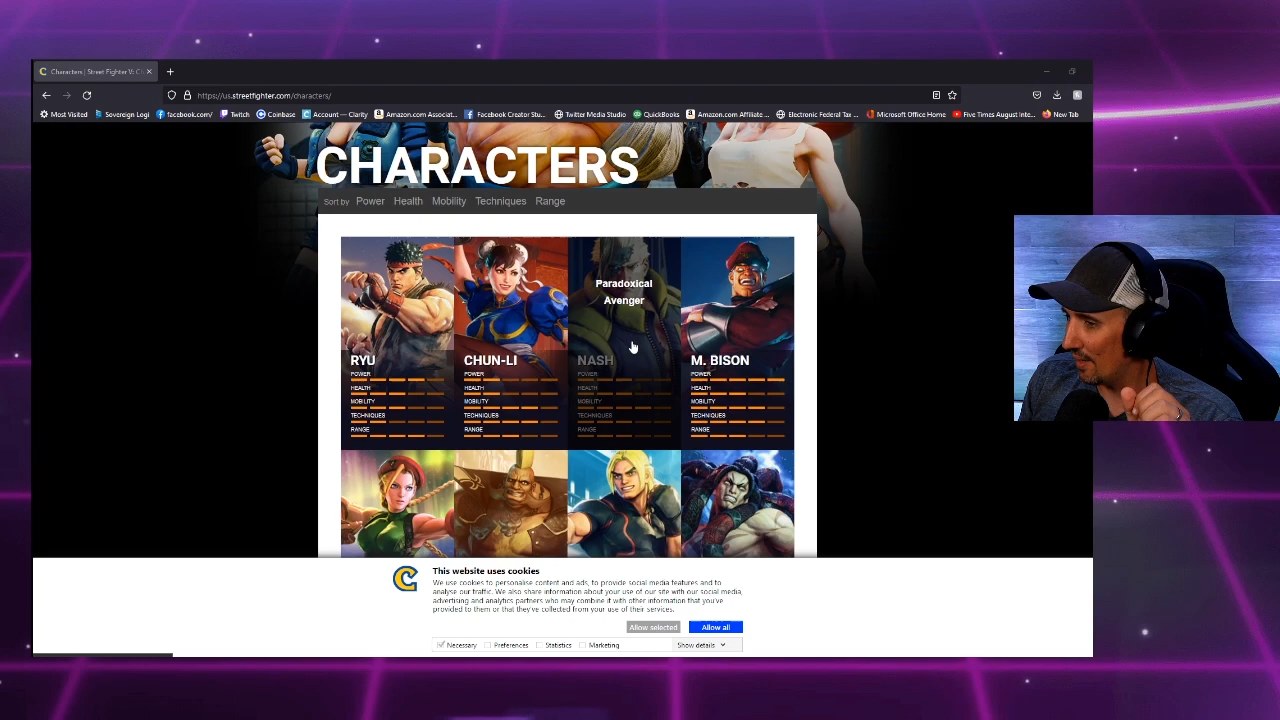 Characters | Street Fighter V: C
https://us.streetfighter.com/characters/
Most Visited Sovereign Logi facebook.com/ Twitch Coinbase Account — Clarity Amazon.com Associat... Facebook Creator Stu... Twitter Media Studio QuickBooks Amazon.com Affiliate ... Electronic Federal Tax ... Microsoft Office Home Five Times August Inte... New Tab
CHARACTERS
Sort by Power Health Mobility Techniques Range
Paradoxical
Avenger
RYU CHUN-LI NASH M. BISON
POWER POWER POWER POWER
HEALTH HEALTH HEALTH HEALTH
MOBILITY MOBILITY MOBILITY MOBILITY
TECHNIQUES TECHNIQUES TECHNIQUES TECHNIQUES
RANGE RANGE RANGE RANGE
This website uses cookies
We use cookies to personalise content and ads, to provide social media features and to
analyse our traffic. We also share information about your use of our site with our social media,
advertising and analytics partners who may combine it with other information that you've
provided to them or that they've collected from your use of their services.
Allow selected Allow all
Necessary Preferences Statistics Marketing Show details